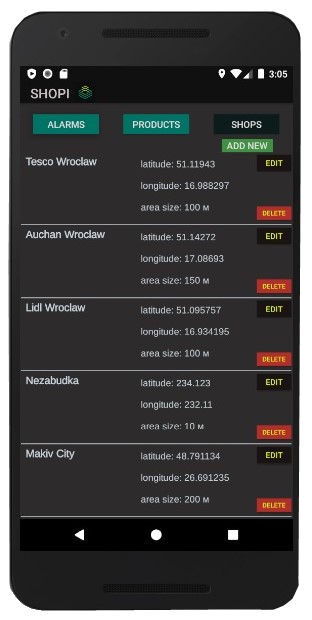 3:05
SHOPI
ALARMS PRODUCTS SHOPS
ADD NEW
Tesco Wroclaw latitude: 51.11943 EDIT
longitude: 16.988297
area size: 100 м DELETE
Auchan Wroclaw latitude: 51.14272 EDIT
longitude: 17.08693
area size: 150 м DELETE
Lidl Wroclaw latitude: 51.095757 EDIT
longitude: 16.934195
area size: 100 м DELETE
Nezabudka latitude: 234.123 EDIT
longitude: 232.11
area size: 10 м DELETE
Makiv City latitude: 48.791134 EDIT
longitude: 26.691235
area size: 200 м DELETE